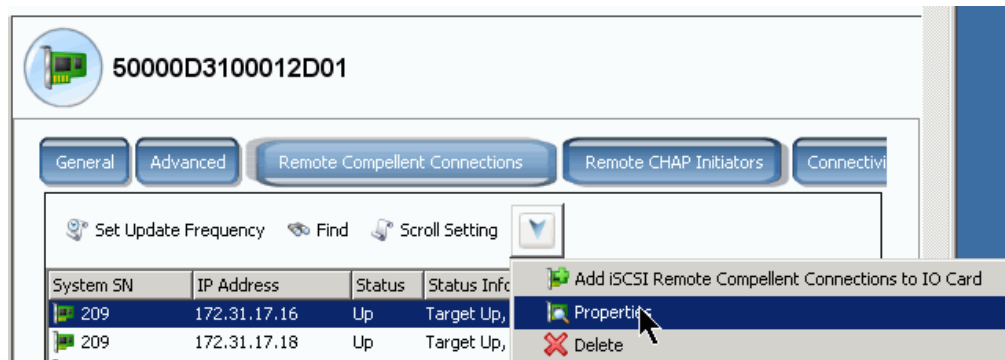 50000D3100012D01
General Advanced Remote Compellent Connections Remote CHAP Initiators Connectivi
Set Update Frequency Find Scroll Setting
System SN IP Address Status Status Info
Add iSCSI Remote Compellent Connections to IO Card
209 172.31.17.16 Up Target Up,
Properties
209 172.31.17.18 Up Target Up,
Delete